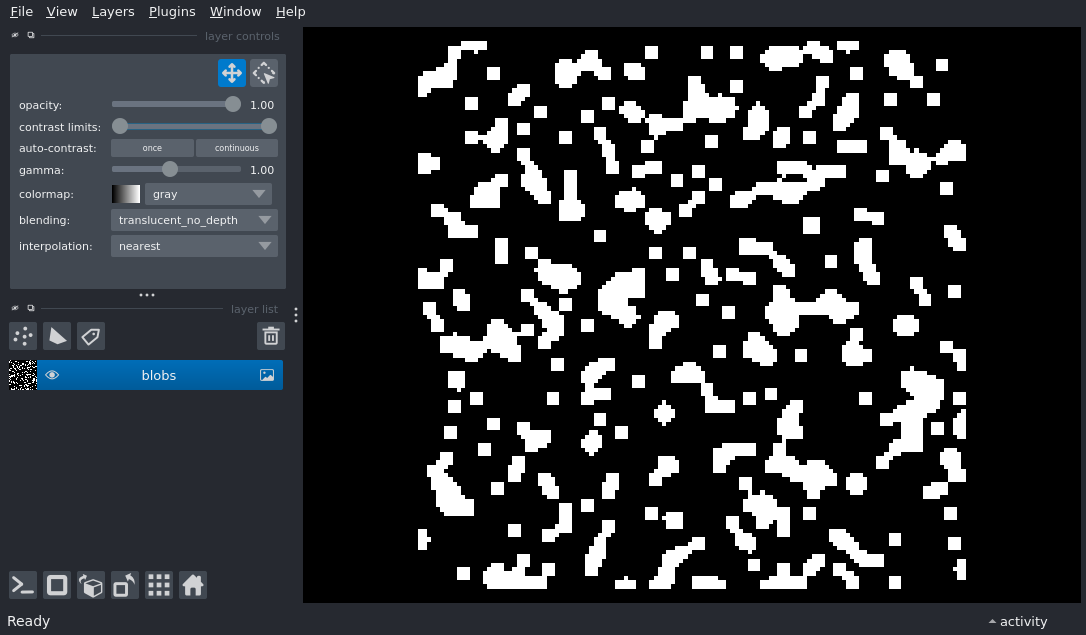 File View Layers Plugins Window Help
layer controls
opacity: 1.00
contrast limits:
auto-contrast: once continuous
gamma: 1.00
colormap: gray
blending: translucent_no_depth
interpolation: nearest
layer list
blobs
Ready activity